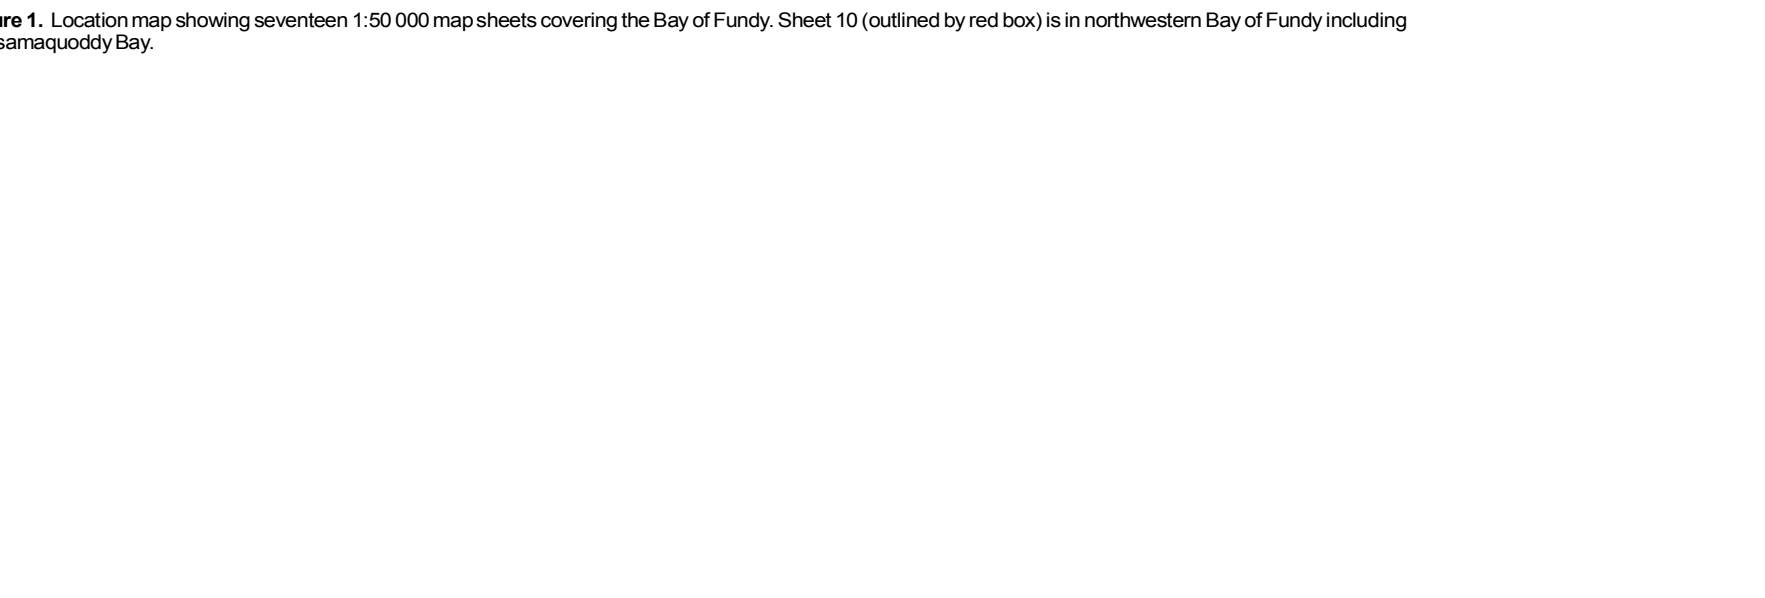 re 1. Location map showing seventeen 1:50 000 map sheets covering the Bay of Fundy. Sheet 10 (outlined by red box) is in northwestern Bay of Fundy including
samaquoddy Bay.